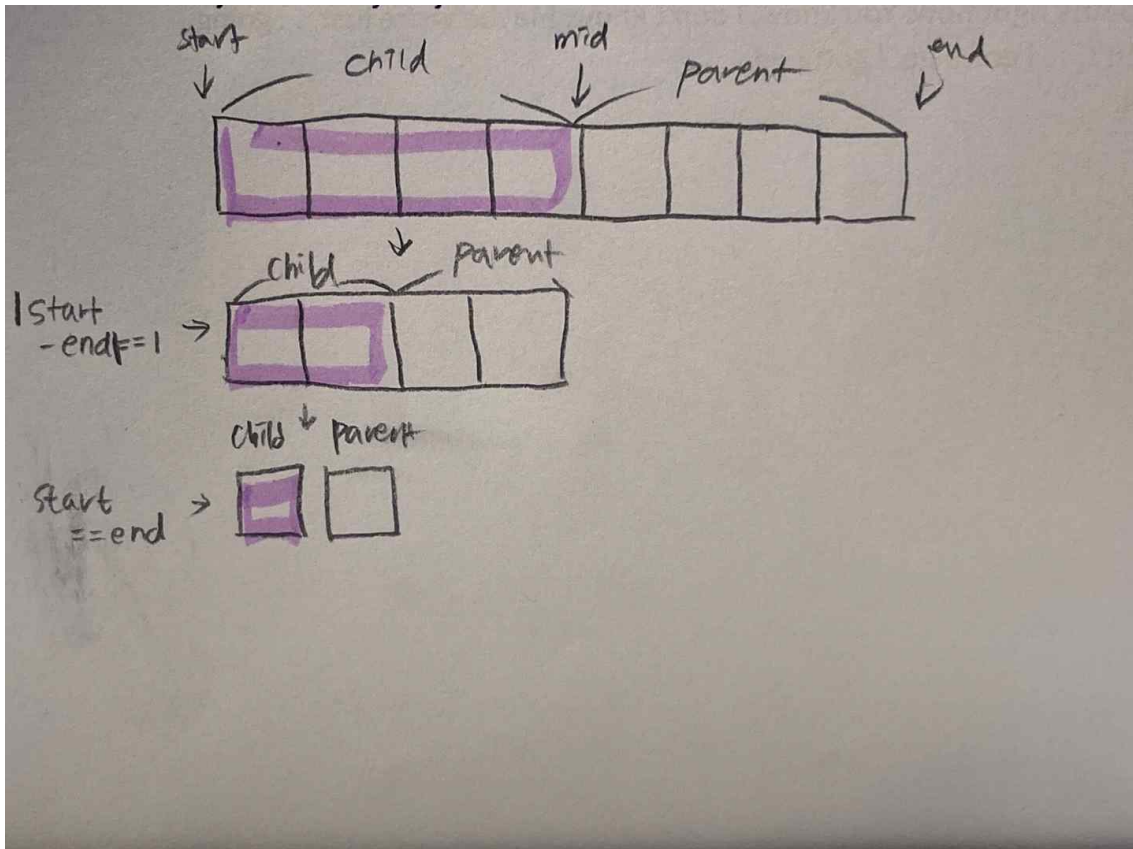 start mid end
child parent
child parent
|start
-end|==1
child parent
start
==end